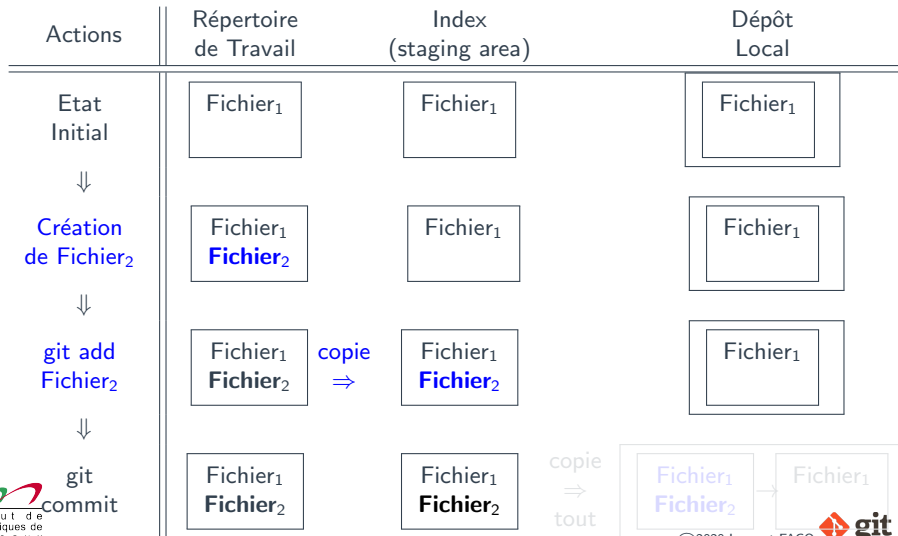 Actions
Répertoire
de Travail
Index
(staging area)
Dépôt
Local
Etat
Initial
Fichier₁
Fichier₁
Fichier₁
⇓
Création
de Fichier₂
Fichier₁
Fichier₂
Fichier₁
Fichier₁
⇓
git add
Fichier₂
Fichier₁
Fichier₂
copie
⇒
Fichier₁
Fichier₂
Fichier₁
⇓
git
commit
Fichier₁
Fichier₂
Fichier₁
Fichier₂
copie
⇒
tout
Fichier₁
Fichier₂
→
Fichier₁
git